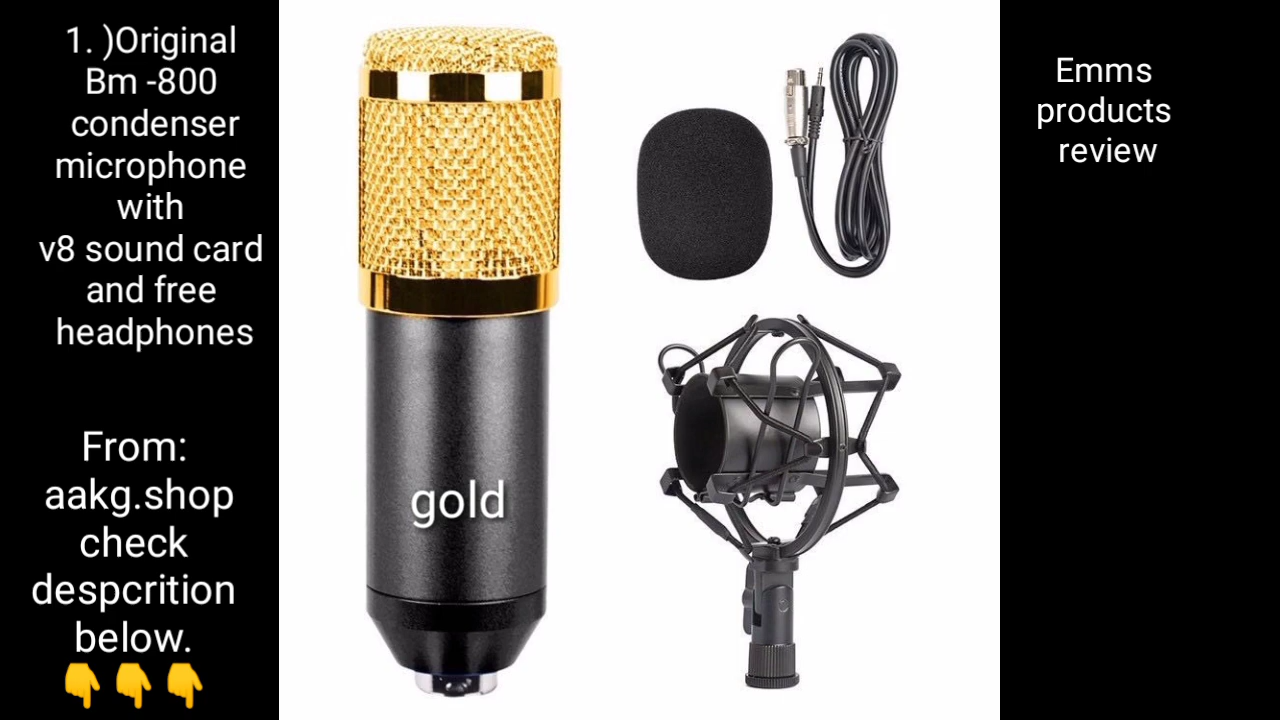 1. )Original
Bm -800
condenser
microphone
with
v8 sound card
and free
headphones
From:
aakg.shop
check
despcrition
below.
👇👇👇
gold
Emms
products
review